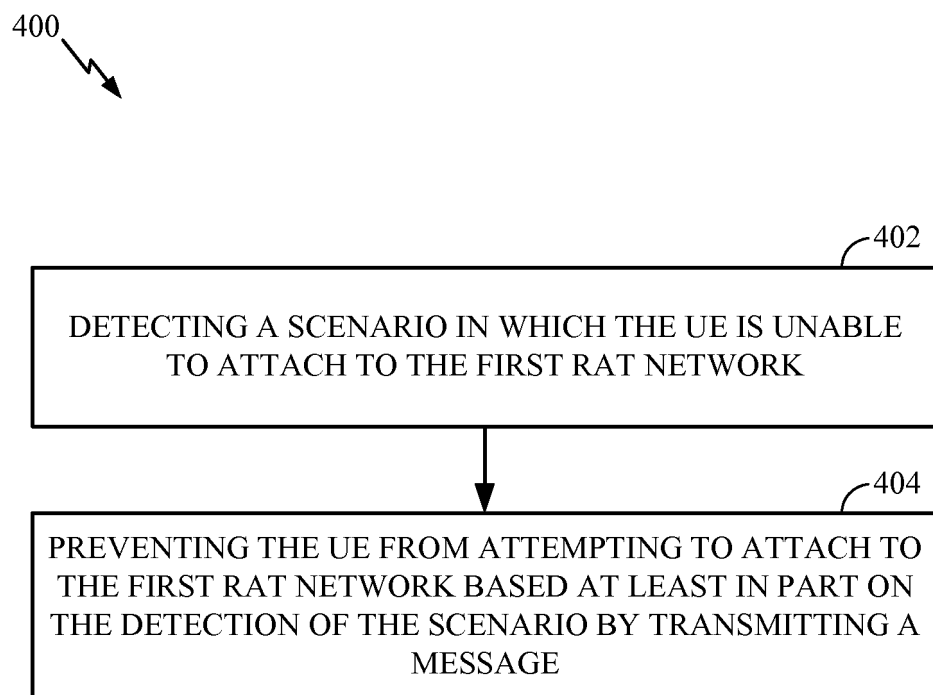 400
402
DETECTING A SCENARIO IN WHICH THE UE IS UNABLE
TO ATTACH TO THE FIRST RAT NETWORK
404
PREVENTING THE UE FROM ATTEMPTING TO ATTACH TO
THE FIRST RAT NETWORK BASED AT LEAST IN PART ON
THE DETECTION OF THE SCENARIO BY TRANSMITTING A
MESSAGE